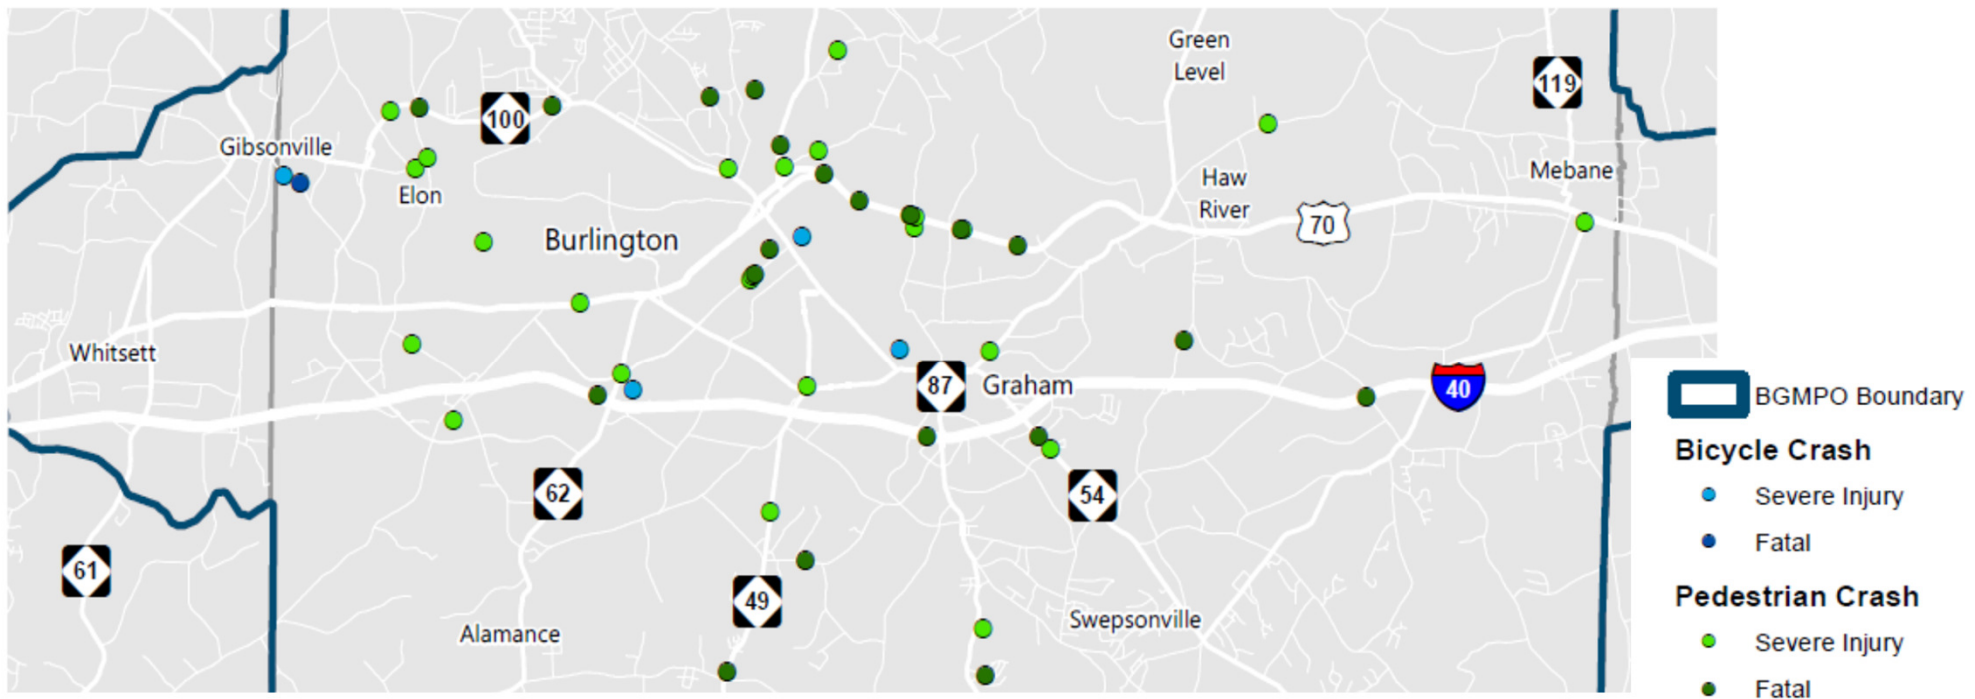 Green
Level
119
100
Gibsonville
Mebane
Haw
River
Elon
70
Burlington
Whitsett
87
Graham
40
BGMPO Boundary
Bicycle Crash
62
54
Severe Injury
Fatal
61
49
Pedestrian Crash
Swepsonville
Alamance
Severe Injury
Fatal